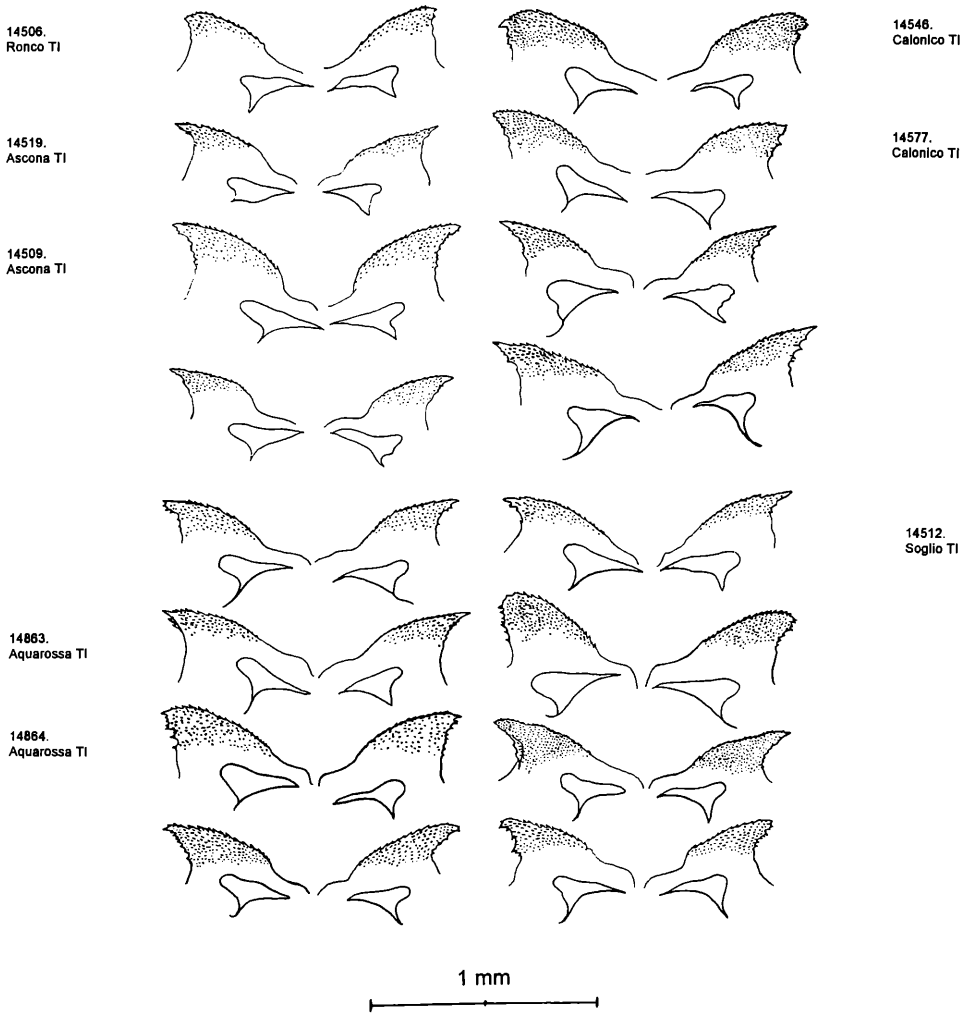 14506.
Ronco TI
14519.
Ascona TI
14509.
Ascona TI
14863.
Aquarossa TI
14864.
Aquarossa TI
14546.
Calonico TI
14577.
Calonico TI
14512.
Soglio TI
1 mm